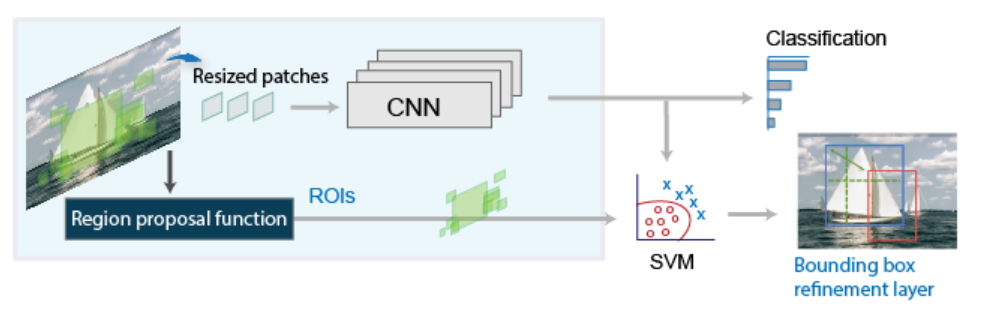 Classification
Resized patches
CNN
ROIs
Region proposal function
SVM
Bounding box
refinement layer